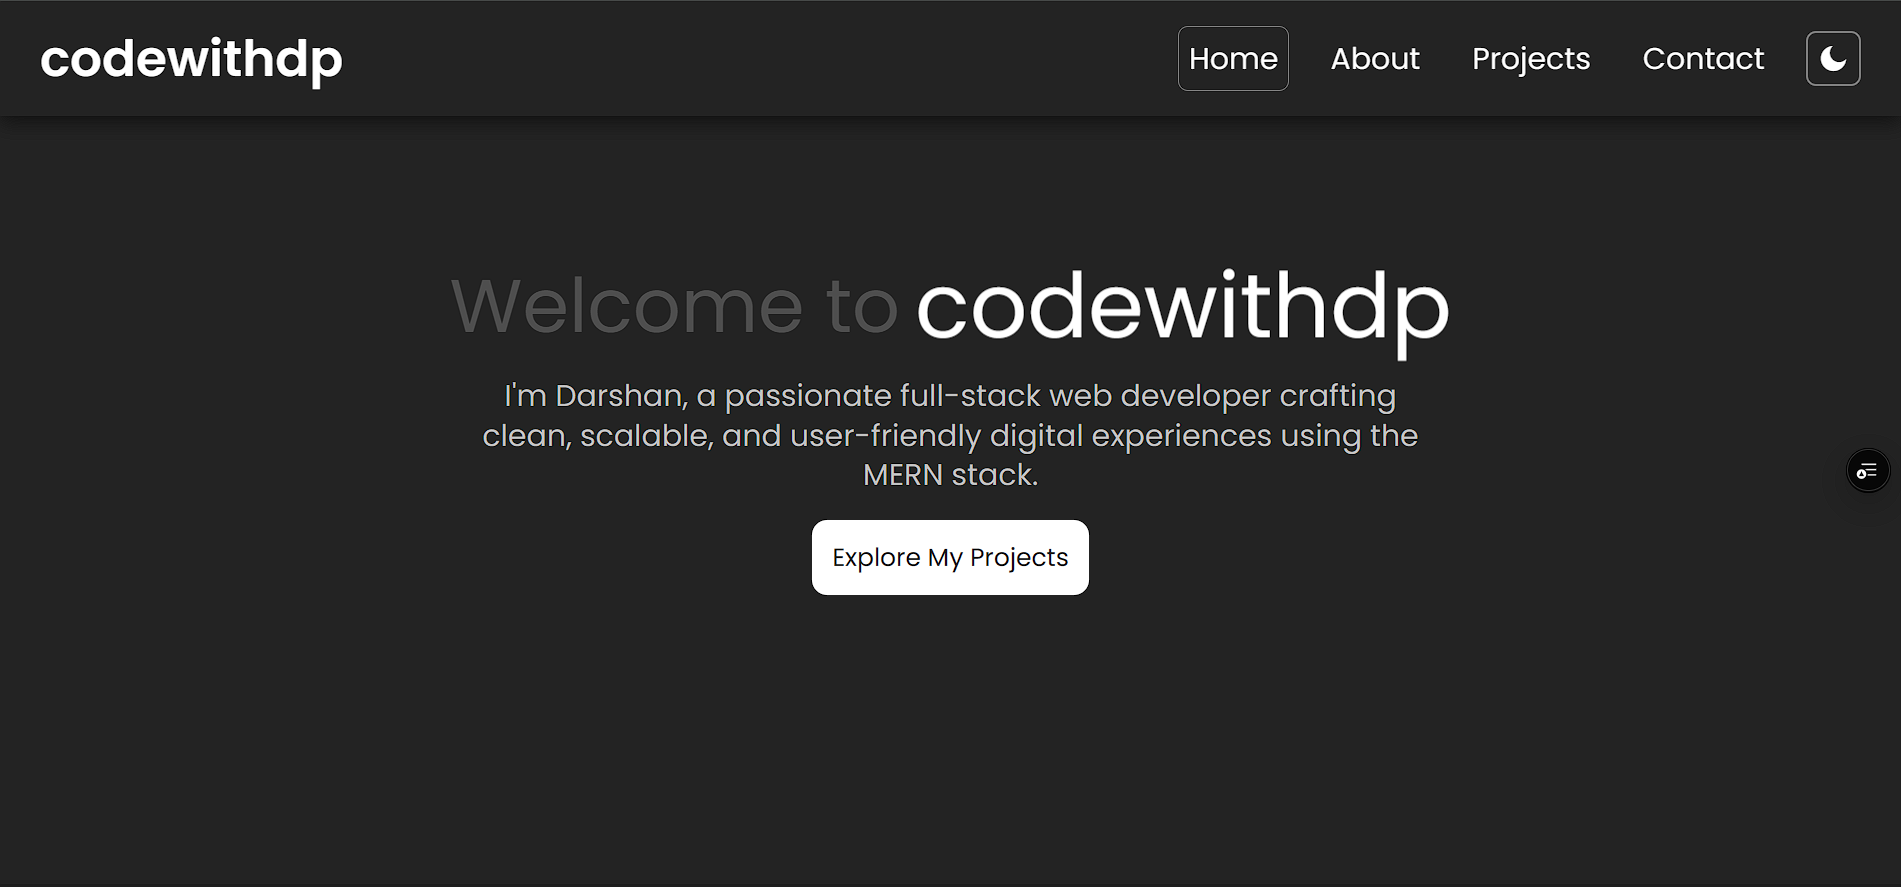 codewithdp
Home About Projects Contact
Welcome to codewithdp
I'm Darshan, a passionate full-stack web developer crafting
clean, scalable, and user-friendly digital experiences using the
MERN stack.
Explore My Projects